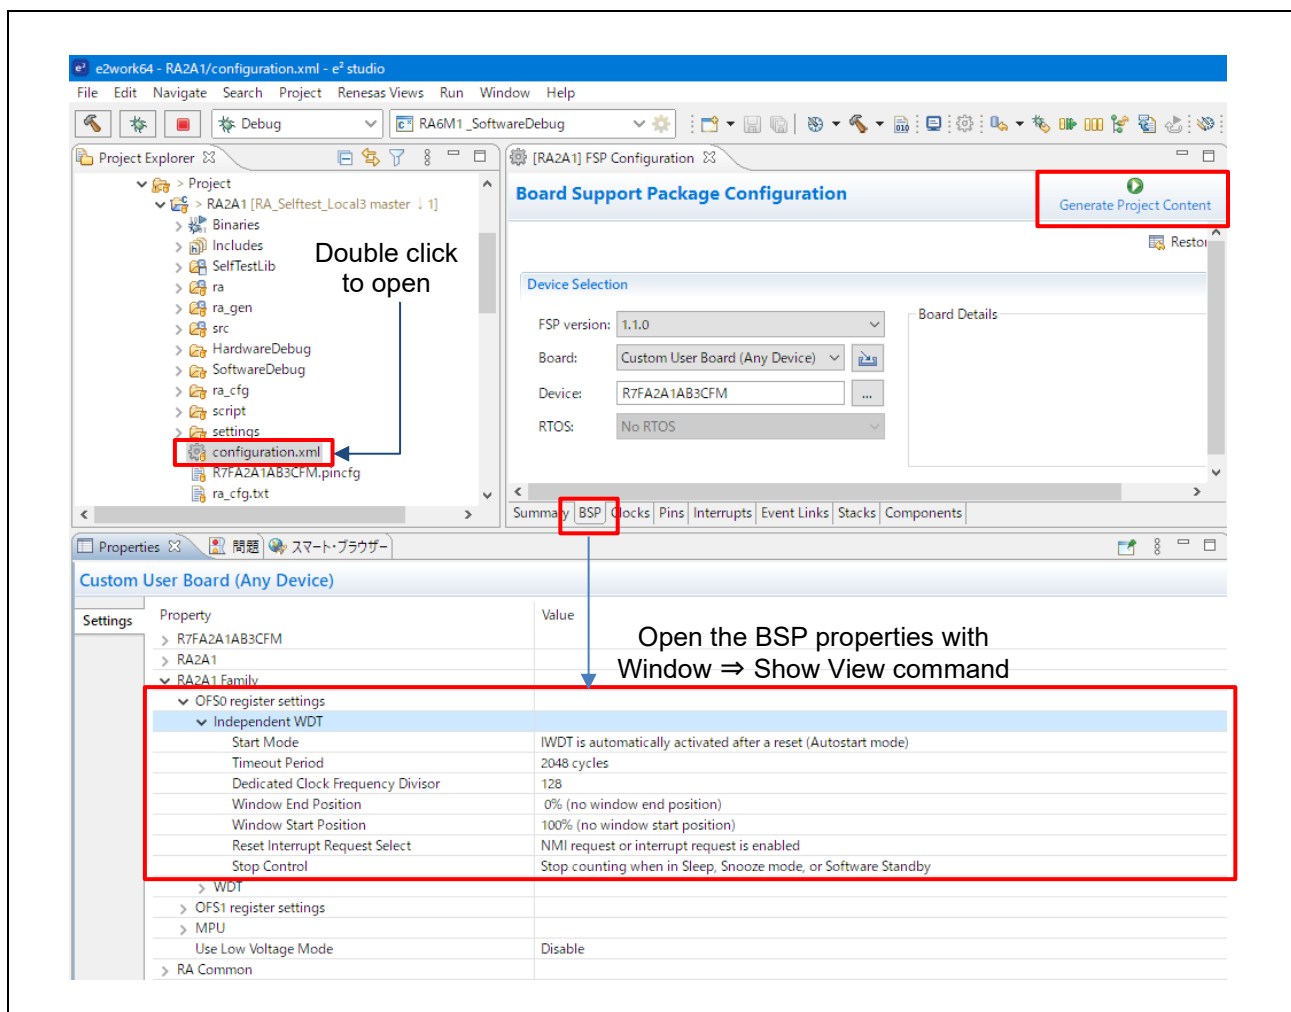 e2work64 - RA2A1/configuration.xml - e² studio
File Edit Navigate Search Project Renesas Views Run Window Help
Debug
RA6M1 _SoftwareDebug
Project Explorer
> Project
> RA2A1 [RA_Selftest_Local3 master ↓ 1]
Binaries
Includes
SelfTestLib
ra
ra_gen
src
HardwareDebug
SoftwareDebug
ra_cfg
script
settings
configuration.xml
R7FA2A1AB3CFM.pincfg
ra_cfg.txt
Double click
to open
[RA2A1] FSP Configuration
Board Support Package Configuration
Generate Project Content
Restor
Device Selection
FSP version: 1.1.0
Board: Custom User Board (Any Device)
Device: R7FA2A1AB3CFM ...
RTOS: No RTOS
Board Details
Summary BSP Clocks Pins Interrupts Event Links Stacks Components
Properties 問題 スマート・ブラウザー
Custom User Board (Any Device)
Settings
Property Value
R7FA2A1AB3CFM
RA2A1
RA2A1 Family
Open the BSP properties with
Window ⇒ Show View command
OFS0 register settings
Independent WDT
Start Mode IWDT is automatically activated after a reset (Autostart mode)
Timeout Period 2048 cycles
Dedicated Clock Frequency Divisor 128
Window End Position 0% (no window end position)
Window Start Position 100% (no window start position)
Reset Interrupt Request Select NMI request or interrupt request is enabled
Stop Control Stop counting when in Sleep, Snooze mode, or Software Standby
WDT
OFS1 register settings
MPU
Use Low Voltage Mode Disable
RA Common